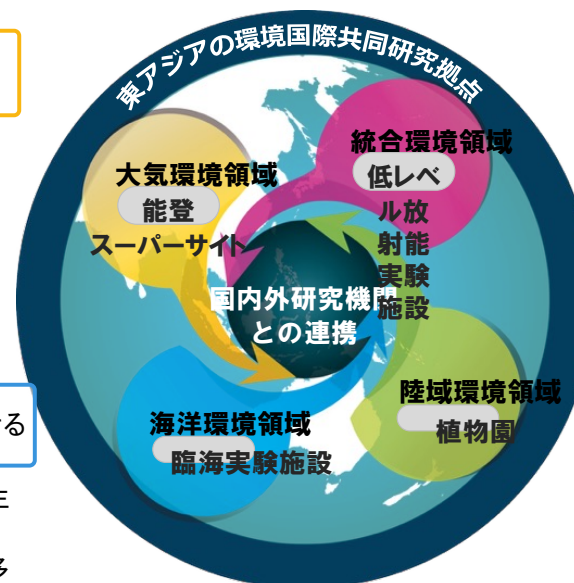 東アジアの環境国際共同研究拠点
大気環境領域
能登
スーパーサイト
統合環境領域
低レベ
ル放
射能
実験
施設
国内外研究機関
との連携
陸域環境領域
植物園
海洋環境領域
臨海実験施設
る